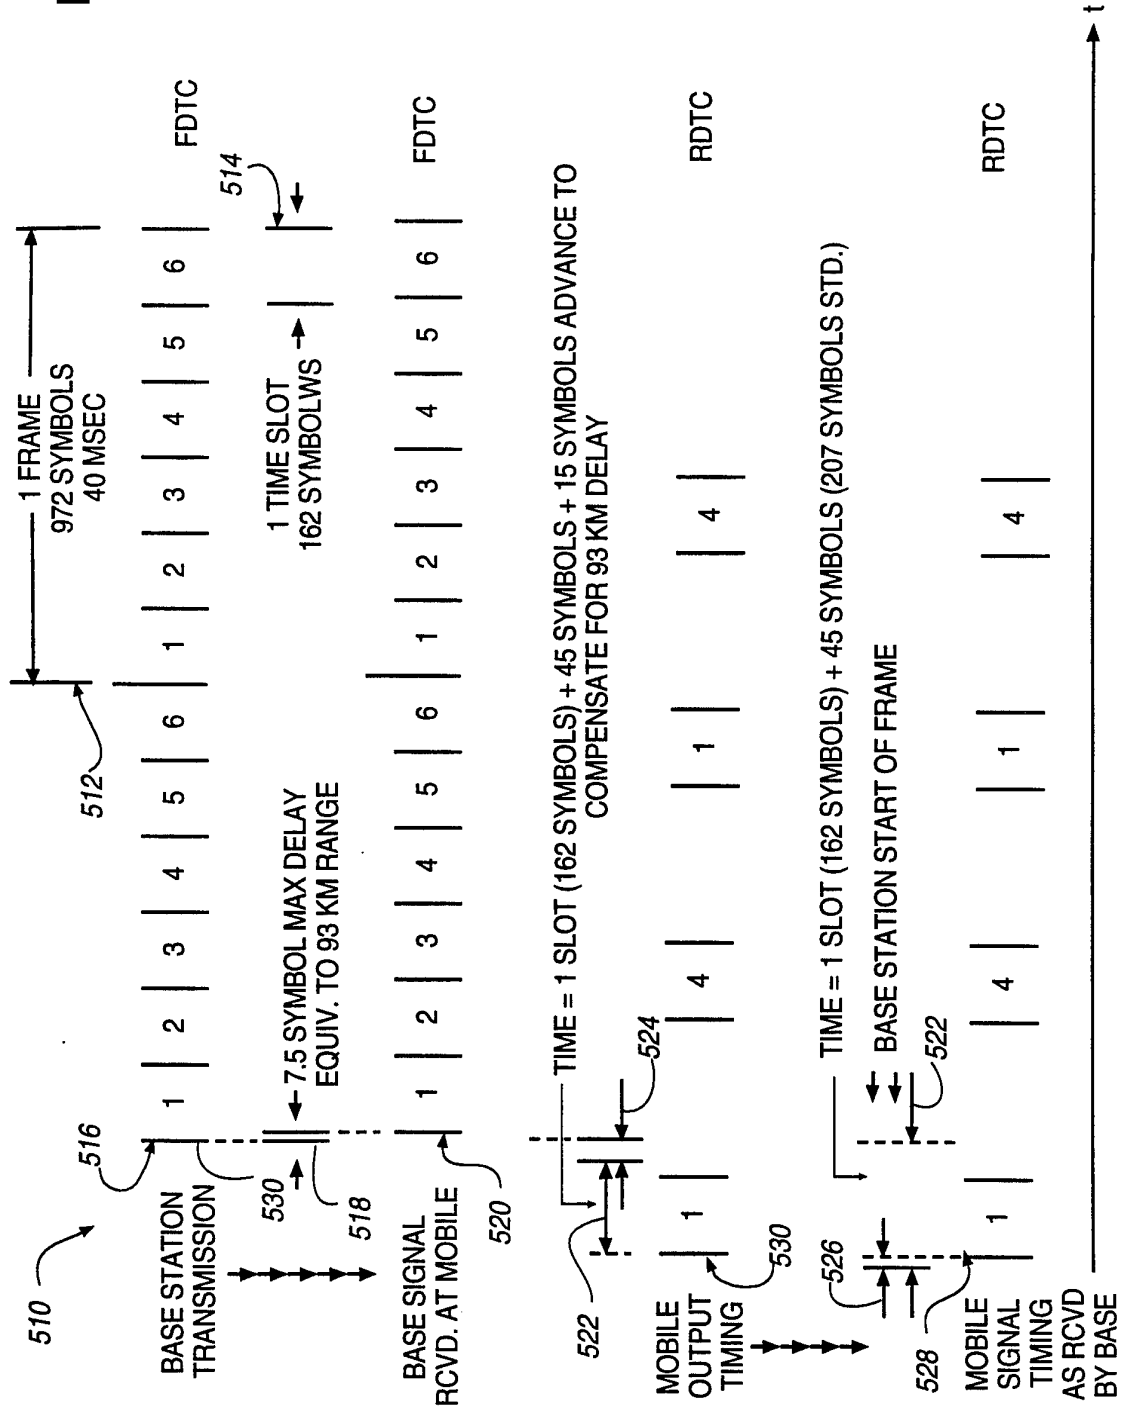 510
516
512
1 FRAME
972 SYMBOLS
40 MSEC
BASE STATION
TRANSMISSION
1 2 3 4 5 6 1 2 3 4 5 6
FDTC
530
518
7.5 SYMBOL MAX DELAY
EQUIV. TO 93 KM RANGE
1 TIME SLOT
162 SYMBOLWS
514
BASE SIGNAL
RCVD. AT MOBILE
1 2 3 4 5 6 1 2 3 4 5 6
FDTC
520
TIME = 1 SLOT (162 SYMBOLS) + 45 SYMBOLS + 15 SYMBOLS ADVANCE TO
COMPENSATE FOR 93 KM DELAY
522
524
MOBILE
OUTPUT
TIMING
1 4 1 4
RDTC
530
TIME = 1 SLOT (162 SYMBOLS) + 45 SYMBOLS (207 SYMBOLS STD.)
BASE STATION START OF FRAME
526
522
528
MOBILE
SIGNAL
TIMING
AS RCVD
BY BASE
1 4 1 4
RDTC
t